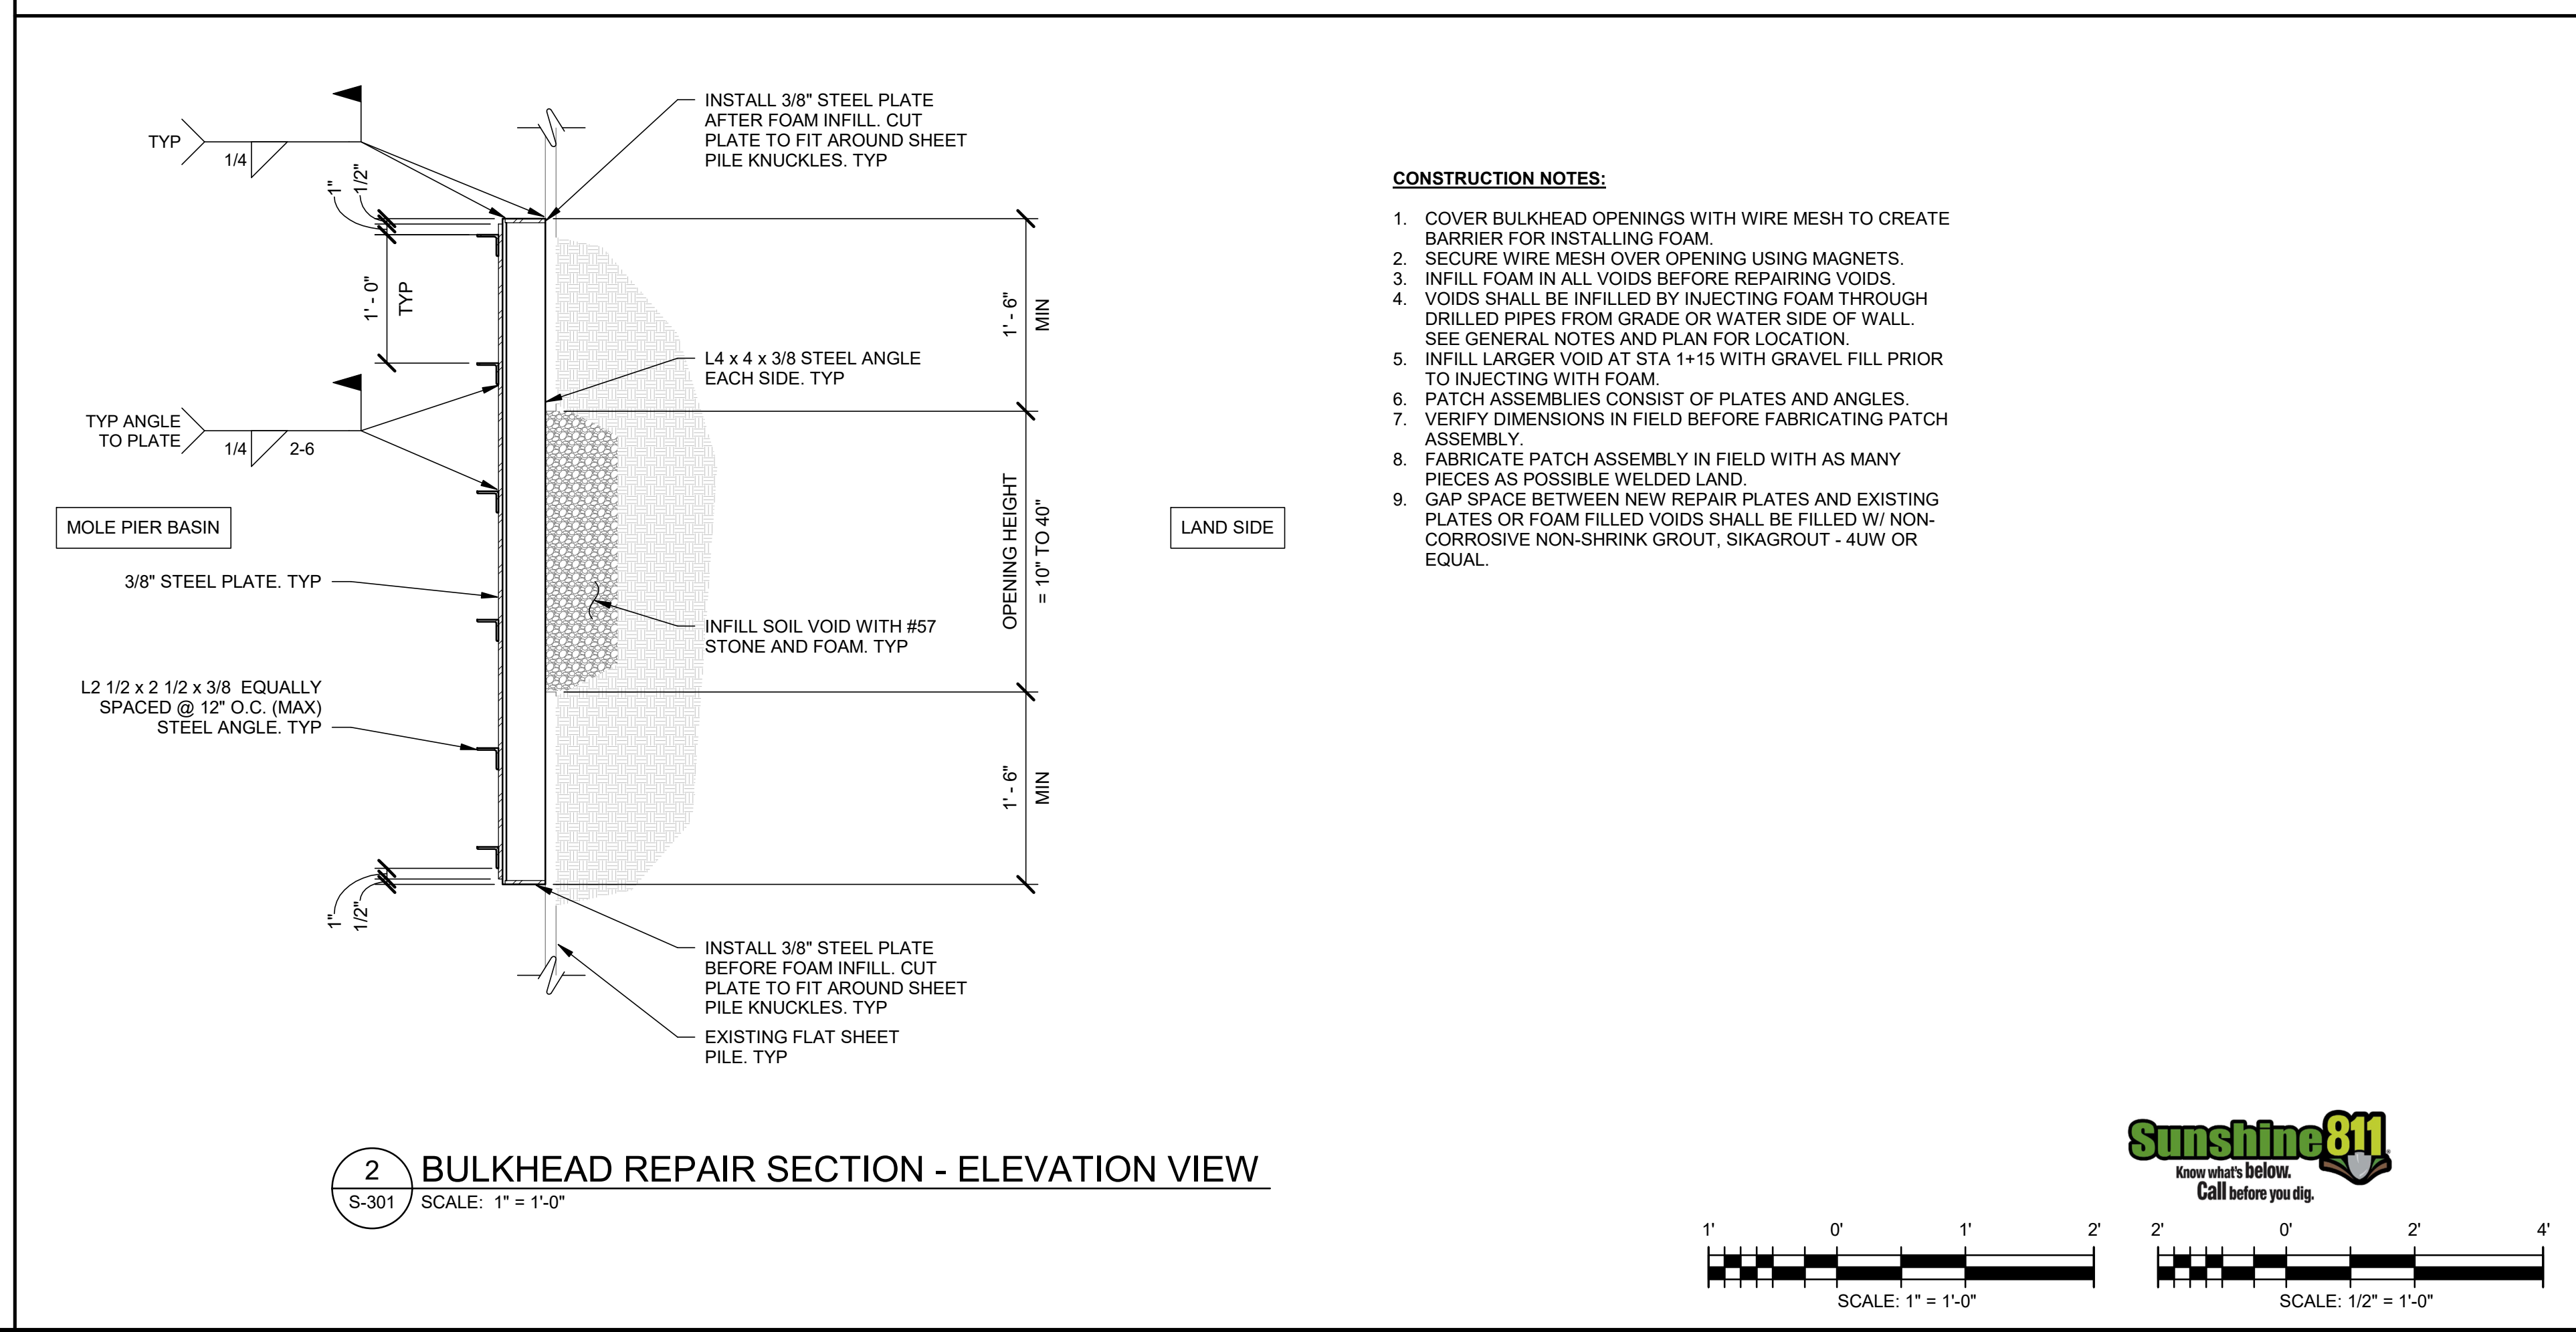 INSTALL 3/8" STEEL PLATE
AFTER FOAM INFILL. CUT
PLATE TO FIT AROUND SHEET
PILE KNUCKLES. TYP
TYP
1/4
1"
1/2"
1' - 0"
TYP
1' - 6"
MIN
L4 x 4 x 3/8 STEEL ANGLE
EACH SIDE. TYP
TYP ANGLE
TO PLATE
1/4
2-6
MOLE PIER BASIN
OPENING HEIGHT
= 10" TO 40"
LAND SIDE
3/8" STEEL PLATE. TYP
INFILL SOIL VOID WITH #57
STONE AND FOAM. TYP
L2 1/2 x 2 1/2 x 3/8 EQUALLY
SPACED @ 12" O.C. (MAX)
STEEL ANGLE. TYP
1' - 6"
MIN
1"
1/2"
INSTALL 3/8" STEEL PLATE
BEFORE FOAM INFILL. CUT
PLATE TO FIT AROUND SHEET
PILE KNUCKLES. TYP
EXISTING FLAT SHEET
PILE. TYP
2
S-301
BULKHEAD REPAIR SECTION - ELEVATION VIEW
SCALE: 1" = 1'-0"
CONSTRUCTION NOTES:
1. COVER BULKHEAD OPENINGS WITH WIRE MESH TO CREATE
BARRIER FOR INSTALLING FOAM.
2. SECURE WIRE MESH OVER OPENING USING MAGNETS.
3. INFILL FOAM IN ALL VOIDS BEFORE REPAIRING VOIDS.
4. VOIDS SHALL BE INFILLED BY INJECTING FOAM THROUGH
DRILLED PIPES FROM GRADE OR WATER SIDE OF WALL.
SEE GENERAL NOTES AND PLAN FOR LOCATION.
5. INFILL LARGER VOID AT STA 1+15 WITH GRAVEL FILL PRIOR
TO INJECTING WITH FOAM.
6. PATCH ASSEMBLIES CONSIST OF PLATES AND ANGLES.
7. VERIFY DIMENSIONS IN FIELD BEFORE FABRICATING PATCH
ASSEMBLY.
8. FABRICATE PATCH ASSEMBLY IN FIELD WITH AS MANY
PIECES AS POSSIBLE WELDED LAND.
9. GAP SPACE BETWEEN NEW REPAIR PLATES AND EXISTING
PLATES OR FOAM FILLED VOIDS SHALL BE FILLED W/ NON-
CORROSIVE NON-SHRINK GROUT, SIKAGROUT - 4UW OR
EQUAL.
Sunshine 811
Know what's below.
Call before you dig.
1' 0' 1' 2'
SCALE: 1" = 1'-0"
2' 0' 2' 4'
SCALE: 1/2" = 1'-0"